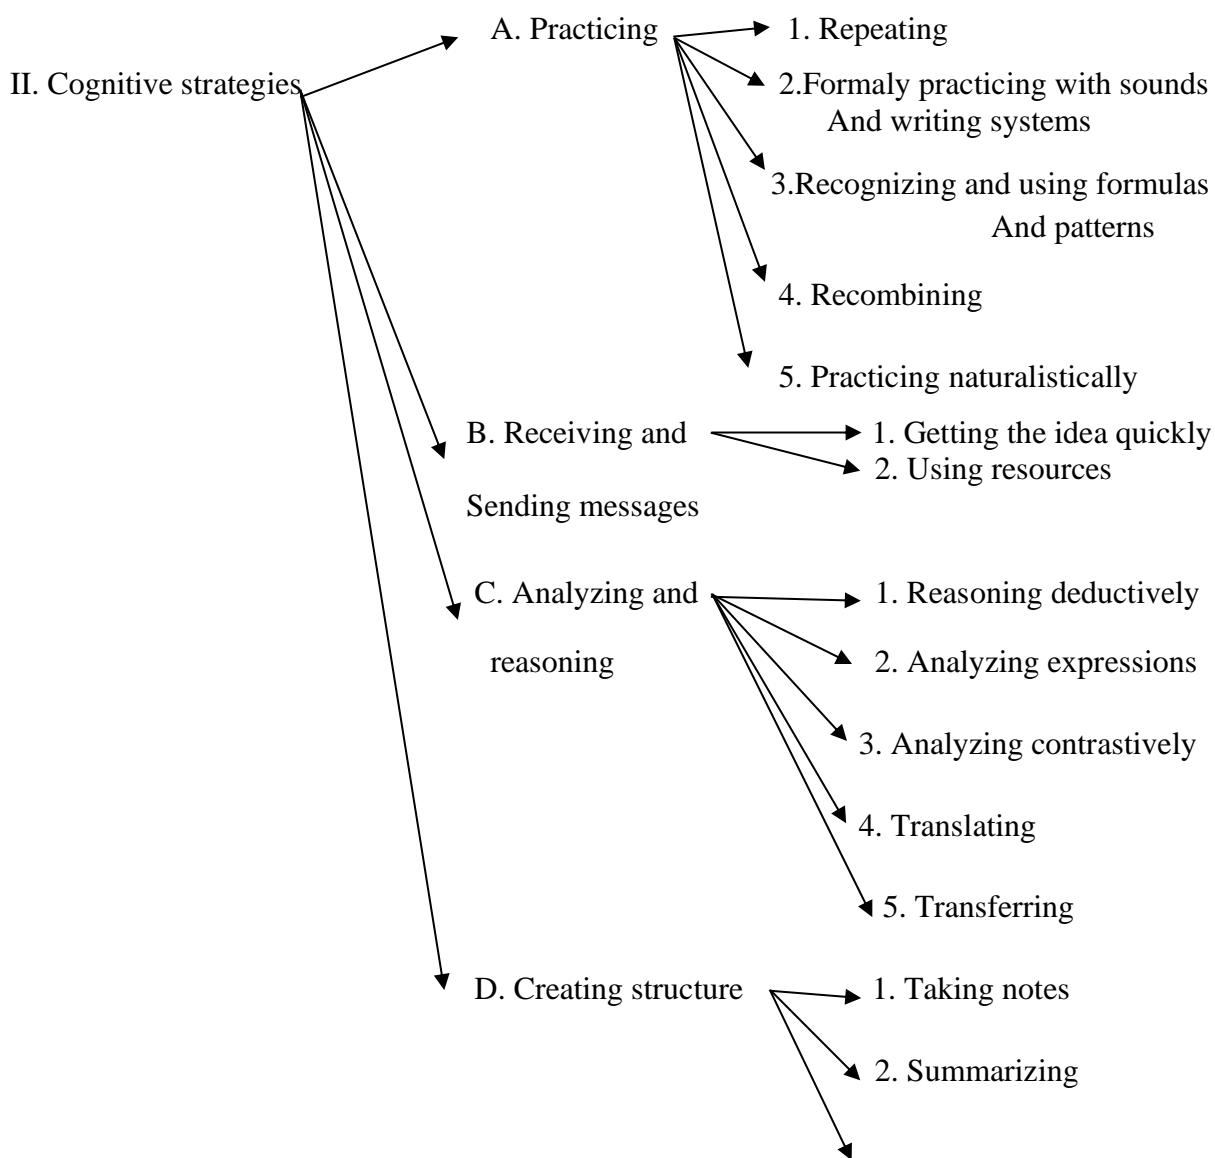 A. Practicing
1. Repeating
II. Cognitive strategies
2.Formaly practicing with sounds
And writing systems
3.Recognizing and using formulas
And patterns
4. Recombining
5. Practicing naturalistically
B. Receiving and
1. Getting the idea quickly
2. Using resources
Sending messages
C. Analyzing and
1. Reasoning deductively
reasoning
2. Analyzing expressions
3. Analyzing contrastively
4. Translating
5. Transferring
D. Creating structure
1. Taking notes
2. Summarizing